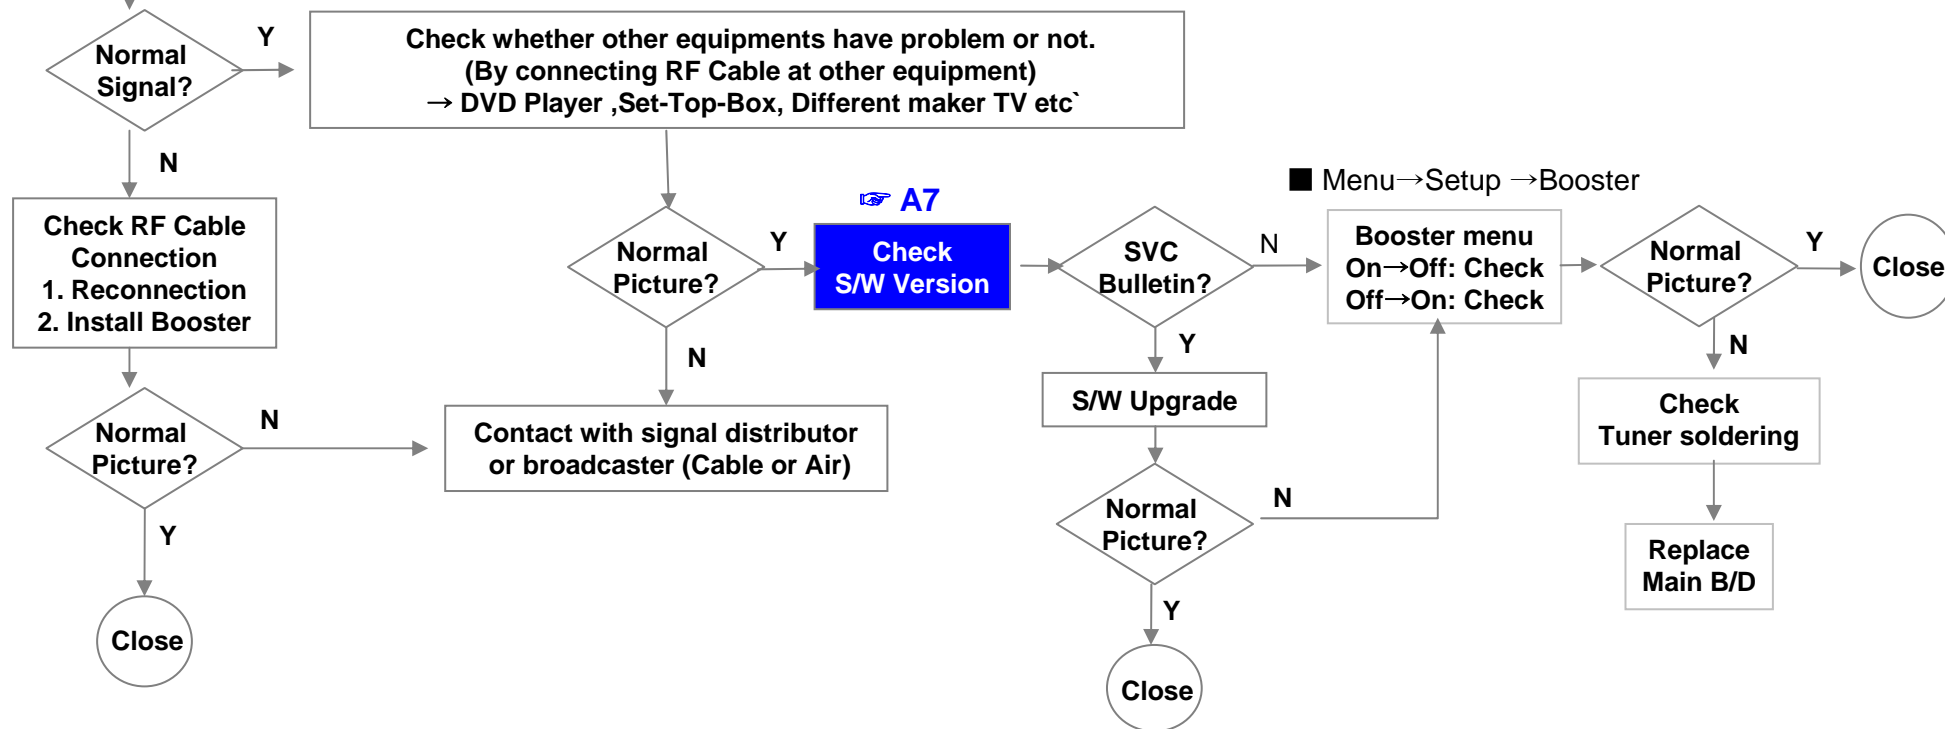 Normal
Signal?
Y
Check whether other equipments have problem or not.
(By connecting RF Cable at other equipment)
→ DVD Player ,Set-Top-Box, Different maker TV etc`
N
Check RF Cable
Connection
1. Reconnection
2. Install Booster
Normal
Picture?
N
Y
Close
Normal
Picture?
Y
N
Contact with signal distributor
or broadcaster (Cable or Air)
☞ A7
Check
S/W Version
SVC
Bulletin?
N
Y
S/W Upgrade
Normal
Picture?
N
Y
Close
■ Menu→Setup →Booster
Booster menu
On→Off: Check
Off→On: Check
Normal
Picture?
Y
Close
N
Check
Tuner soldering
Replace
Main B/D